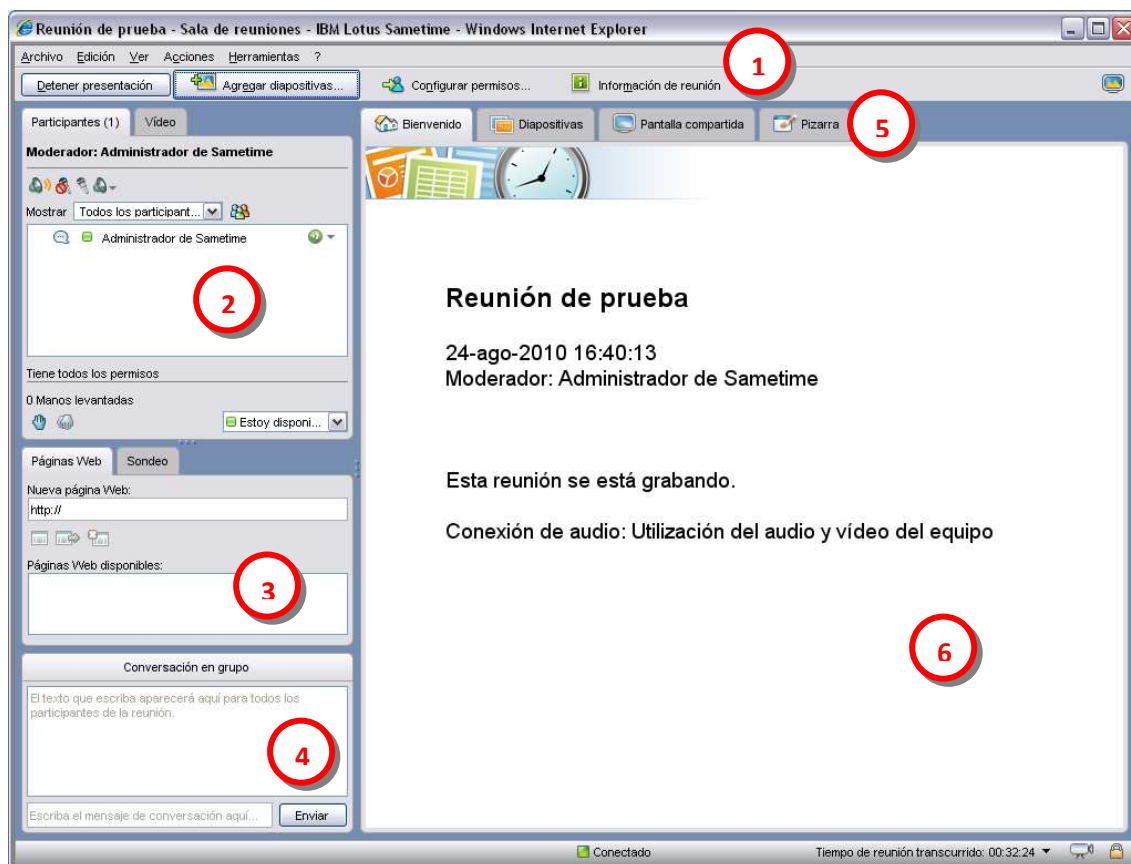 Reunión de prueba - Sala de reuniones - IBM Lotus Sametime - Windows Internet Explorer
Archivo Edición Ver Acciones Herramientas ?
1
Detener presentación Agregar diapositivas... Configurar permisos... Información de reunión
Participantes (1) Vídeo
Bienvenido Diapositivas Pantalla compartida Pizarra
5
Moderador: Administrador de Sametime
Mostrar Todos los participant...
Administrador de Sametime
2
Tiene todos los permisos
0 Manos levantadas
Estoy disponi...
Páginas Web Sondeo
Nueva página Web:
http://
Páginas Web disponibles:
3
Conversación en grupo
El texto que escriba aparecerá aquí para todos los
participantes de la reunión.
4
Escriba el mensaje de conversación aquí... Enviar
Reunión de prueba
24-ago-2010 16:40:13
Moderador: Administrador de Sametime
Esta reunión se está grabando.
Conexión de audio: Utilización del audio y vídeo del equipo
6
Conectado Tiempo de reunión transcurrido: 00:32:24